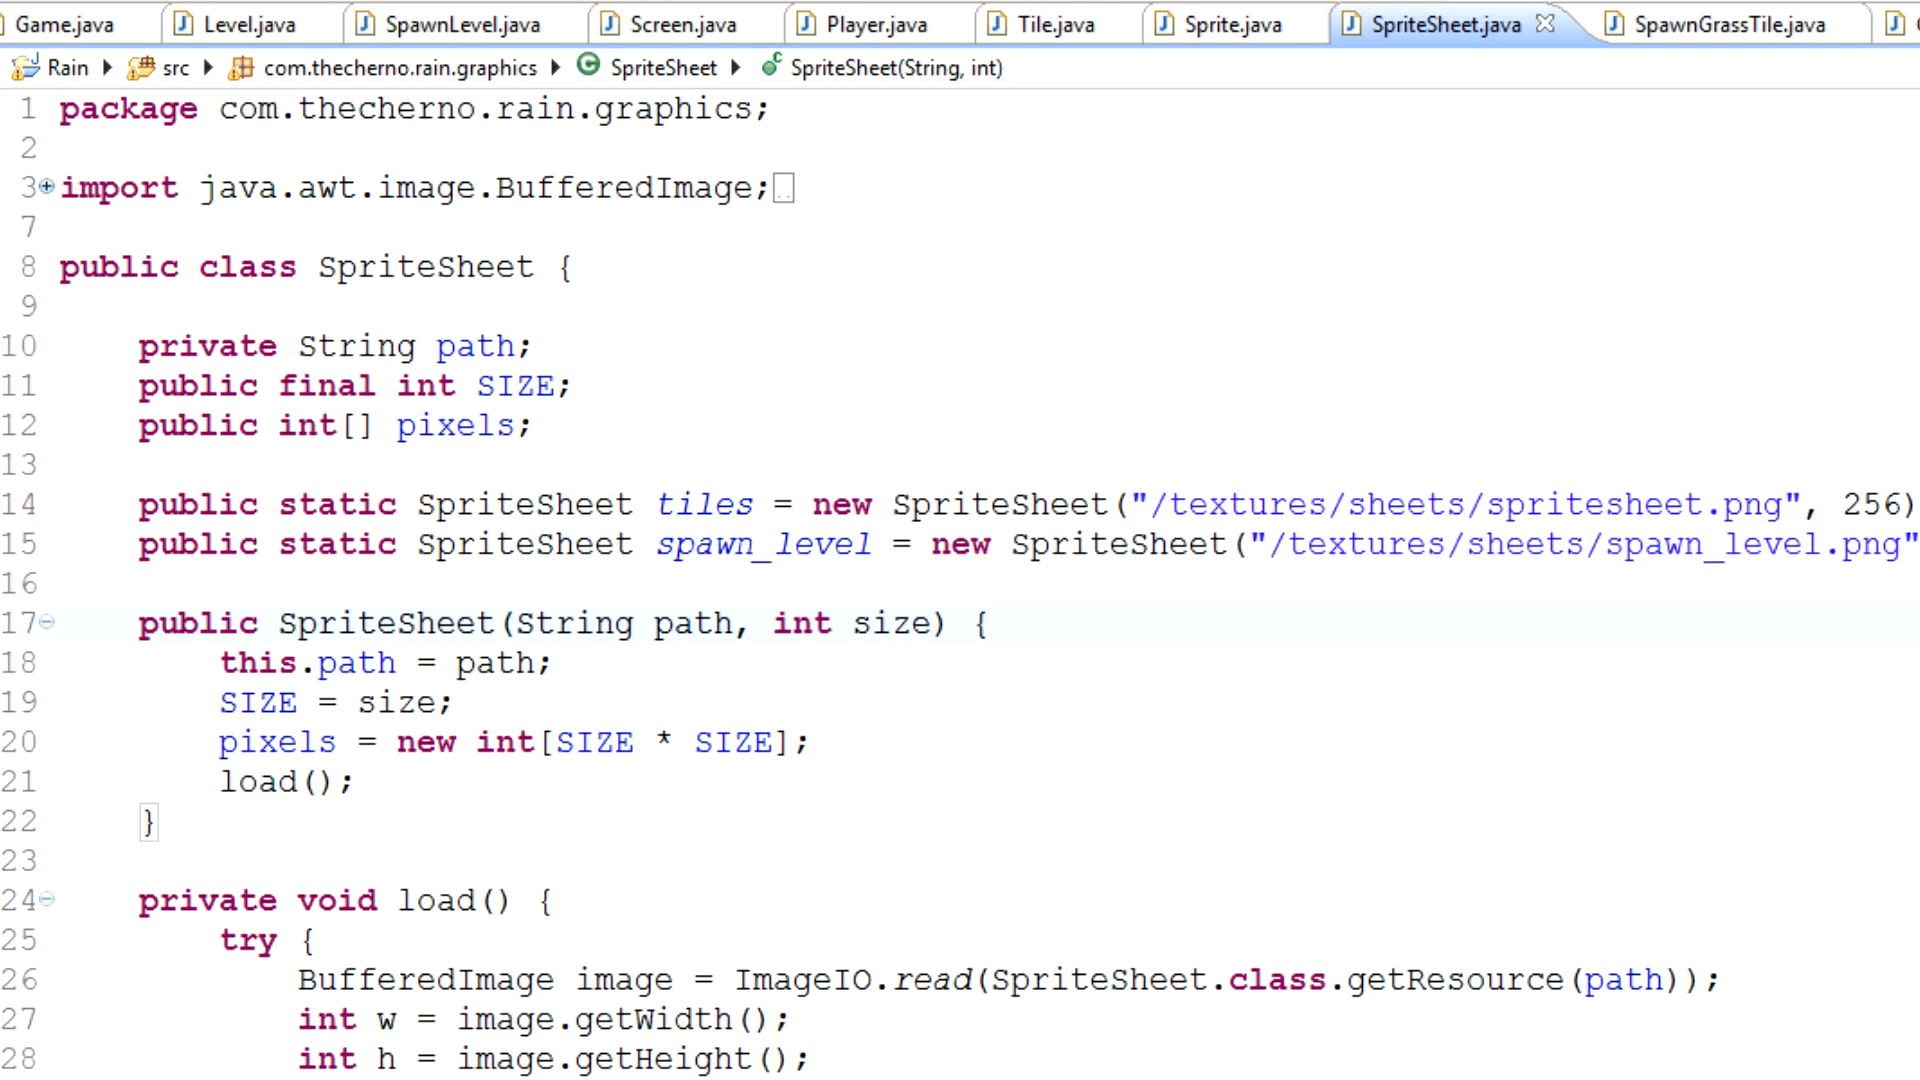 Game.java Level.java SpawnLevel.java Screen.java Player.java Tile.java Sprite.java SpriteSheet.java SpawnGrassTile.java
Rain src com.thecherno.rain.graphics SpriteSheet SpriteSheet(String, int)
1 package com.thecherno.rain.graphics;
2
3 import java.awt.image.BufferedImage;
7
8 public class SpriteSheet {
9
10 private String path;
11 public final int SIZE;
12 public int[] pixels;
13
14 public static SpriteSheet tiles = new SpriteSheet("/textures/sheets/spritesheet.png", 256)
15 public static SpriteSheet spawn_level = new SpriteSheet("/textures/sheets/spawn_level.png"
16
17 public SpriteSheet(String path, int size) {
18 this.path = path;
19 SIZE = size;
20 pixels = new int[SIZE * SIZE];
21 load();
22 }
23
24 private void load() {
25 try {
26 BufferedImage image = ImageIO.read(SpriteSheet.class.getResource(path));
27 int w = image.getWidth();
28 int h = image.getHeight();